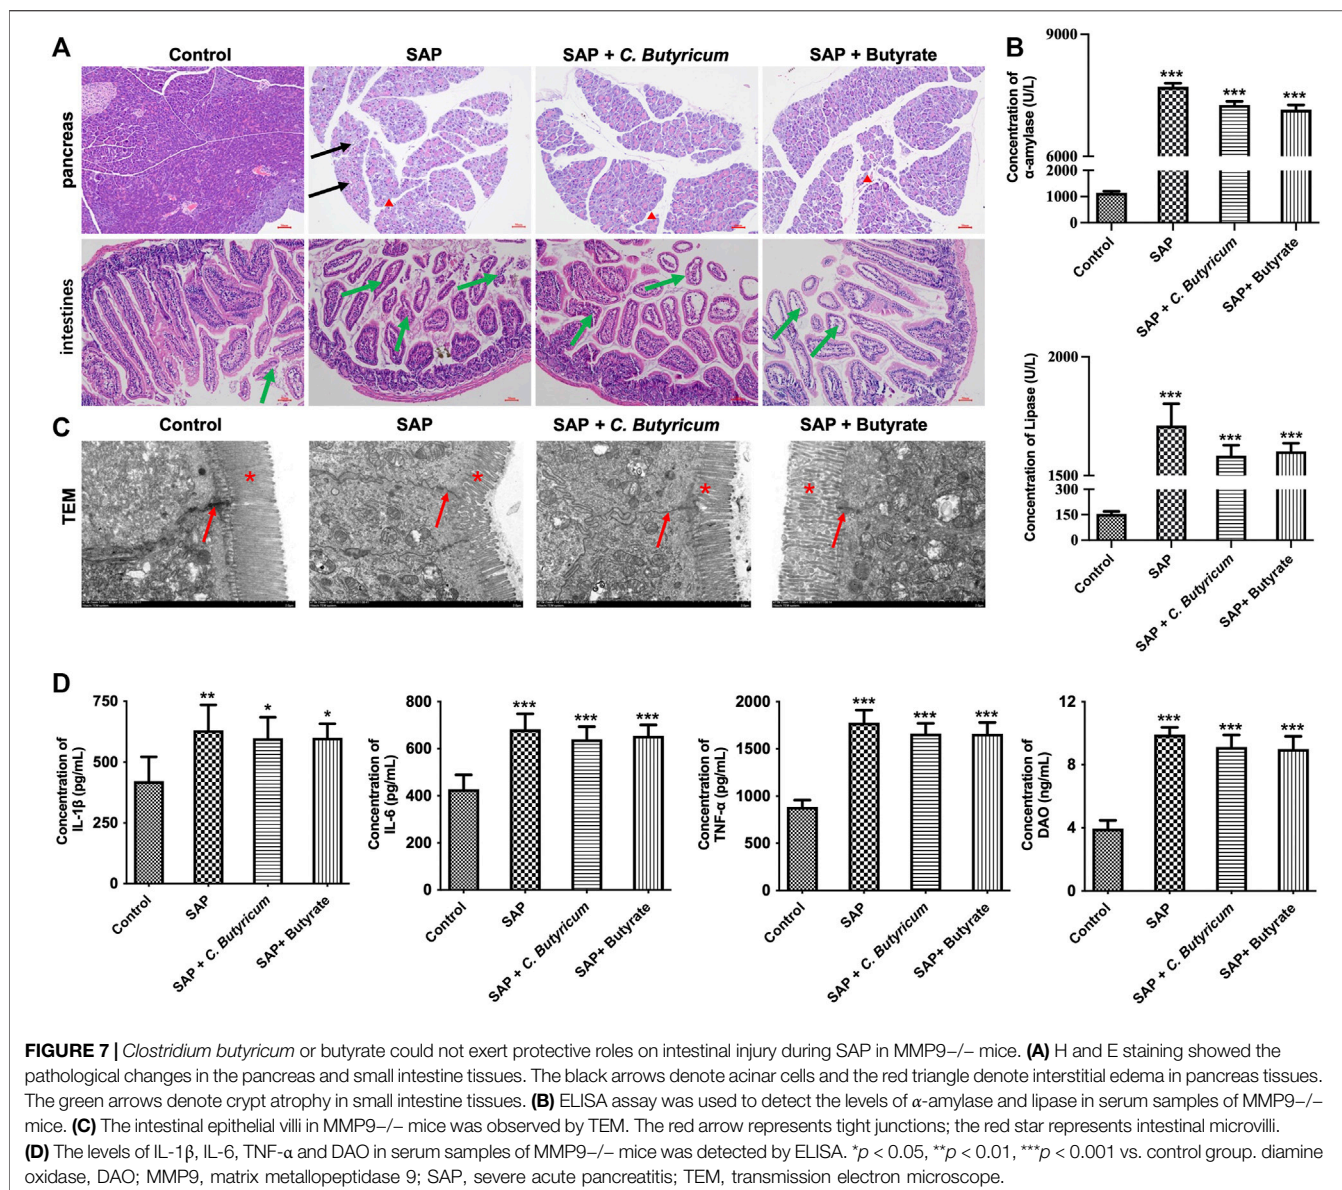 A
Control
SAP
SAP + C. Butyricum
SAP + Butyrate
pancreas
intestines
B
9000
6000
1000
0
Concentration of
α-amylase (U/L)
***
***
***
Control
SAP
SAP + C. Butyricum
SAP+ Butyrate
2000
1500
300
150
0
Concentration of Lipase (U/L)
***
***
***
Control
SAP
SAP + C. Butyricum
SAP+ Butyrate
C
Control
SAP
SAP + C. Butyricum
SAP + Butyrate
TEM
*
*
*
*
D
750
500
250
0
Concentration of
IL-1β (pg/mL)
**
*
*
Control
SAP
SAP + C. Butyricum
SAP+ Butyrate
800
600
400
200
0
Concentration of
IL-6 (pg/mL)
***
***
***
Control
SAP
SAP + C. Butyricum
SAP+ Butyrate
2000
1500
1000
500
0
Concentration of
TNF-α (pg/mL)
***
***
***
Control
SAP
SAP + C. Butyricum
SAP+ Butyrate
12
8
4
0
Concentration of
DAO (ng/mL)
***
***
***
Control
SAP
SAP + C. Butyricum
SAP+ Butyrate
FIGURE 7 | Clostridium butyricum or butyrate could not exert protective roles on intestinal injury during SAP in MMP9−/− mice. (A) H and E staining showed the
pathological changes in the pancreas and small intestine tissues. The black arrows denote acinar cells and the red triangle denote interstitial edema in pancreas tissues.
The green arrows denote crypt atrophy in small intestine tissues. (B) ELISA assay was used to detect the levels of α-amylase and lipase in serum samples of MMP9−/−
mice. (C) The intestinal epithelial villi in MMP9−/− mice was observed by TEM. The red arrow represents tight junctions; the red star represents intestinal microvilli.
(D) The levels of IL-1β, IL-6, TNF-α and DAO in serum samples of MMP9−/− mice was detected by ELISA. *p < 0.05, **p < 0.01, ***p < 0.001 vs. control group. diamine
oxidase, DAO; MMP9, matrix metallopeptidase 9; SAP, severe acute pancreatitis; TEM, transmission electron microscope.